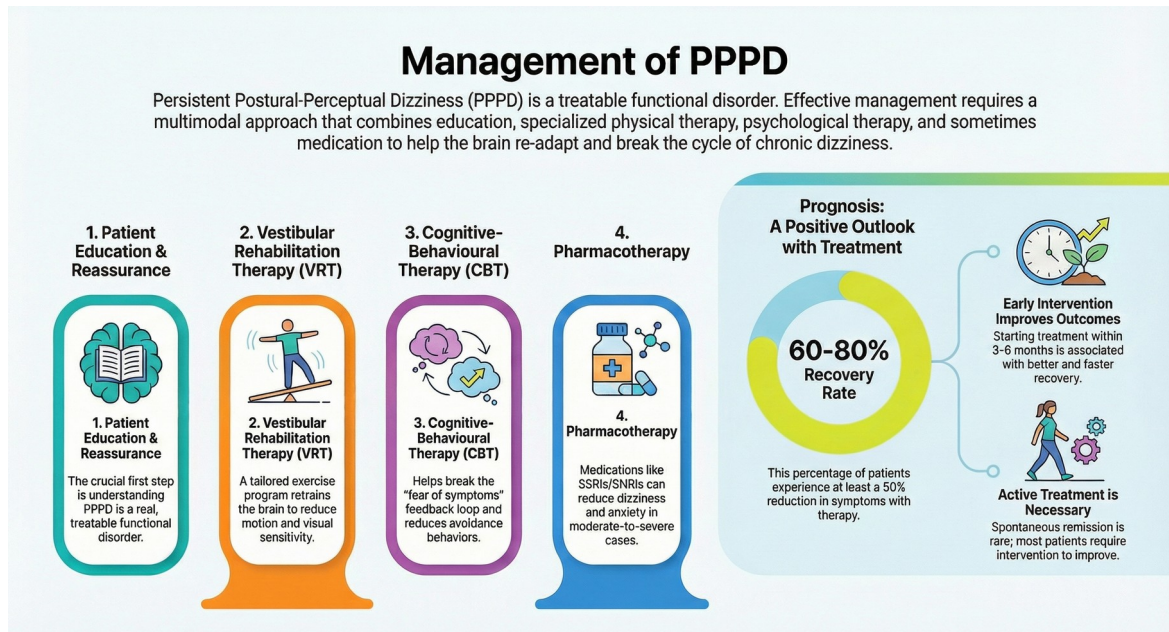 Management of PPPD
Persistent Postural-Perceptual Dizziness (PPPD) is a treatable functional disorder. Effective management requires a
multimodal approach that combines education, specialized physical therapy, psychological therapy, and sometimes
medication to help the brain re-adapt and break the cycle of chronic dizziness.
1. Patient
Education &
Reassurance
1. Patient
Education &
Reassurance
The crucial first step
is understanding
PPPD is a real,
treatable functional
disorder.
2. Vestibular
Rehabilitation
Therapy (VRT)
2. Vestibular
Rehabilitation
Therapy (VRT)
A tailored exercise
program retrains
the brain to reduce
motion and visual
sensitivity.
3. Cognitive-
Behavioural
Therapy (CBT)
3. Cognitive-
Behavioural
Therapy (CBT)
Helps break the
“fear of symptoms”
feedback loop and
reduces avoidance
behaviors.
4.
Pharmacotherapy
4.
Pharmacotherapy
Medications like
SSRIs/SNRIs can
reduce dizziness
and anxiety in
moderate-to-severe
cases.
Prognosis:
A Positive Outlook
with Treatment
60-80%
Recovery
Rate
This percentage of patients
experience at least a 50%
reduction in symptoms with
therapy.
Early Intervention
Improves Outcomes
Starting treatment within
3-6 months is associated
with better and faster
recovery.
Active Treatment is
Necessary
Spontaneous remission is
rare; most patients require
intervention to improve.